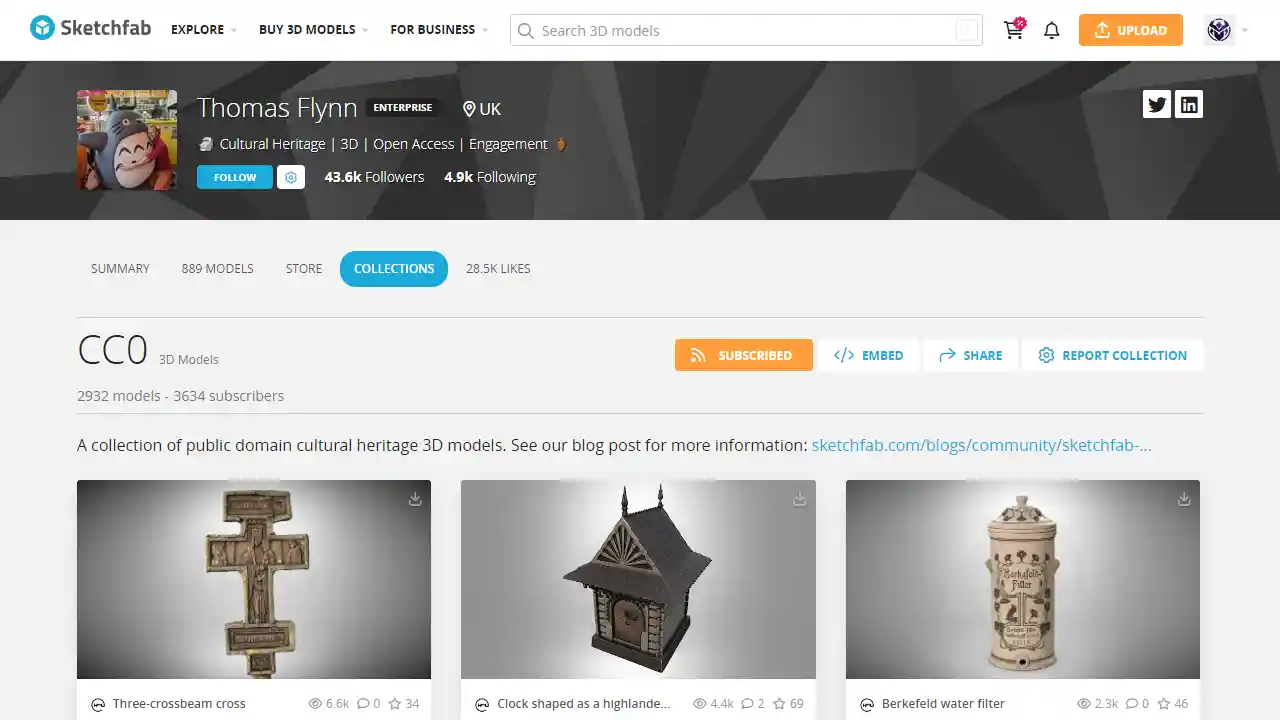 Sketchfab EXPLORE BUY 3D MODELS FOR BUSINESS Search 3D models / % UPLOAD
Thomas Flynn ENTERPRISE UK
Cultural Heritage | 3D | Open Access | Engagement
FOLLOW 43.6k Followers 4.9k Following
SUMMARY 889 MODELS STORE COLLECTIONS 28.5K LIKES
CC0 3D Models SUBSCRIBED EMBED SHARE REPORT COLLECTION
2932 models - 3634 subscribers
A collection of public domain cultural heritage 3D models. See our blog post for more information: sketchfab.com/blogs/community/sketchfab-...
Berkefeld-
Filter
Three-crossbeam cross 6.6k 0 34
Clock shaped as a highlande... 4.4k 2 69
Berkefeld water filter 2.3k 0 46